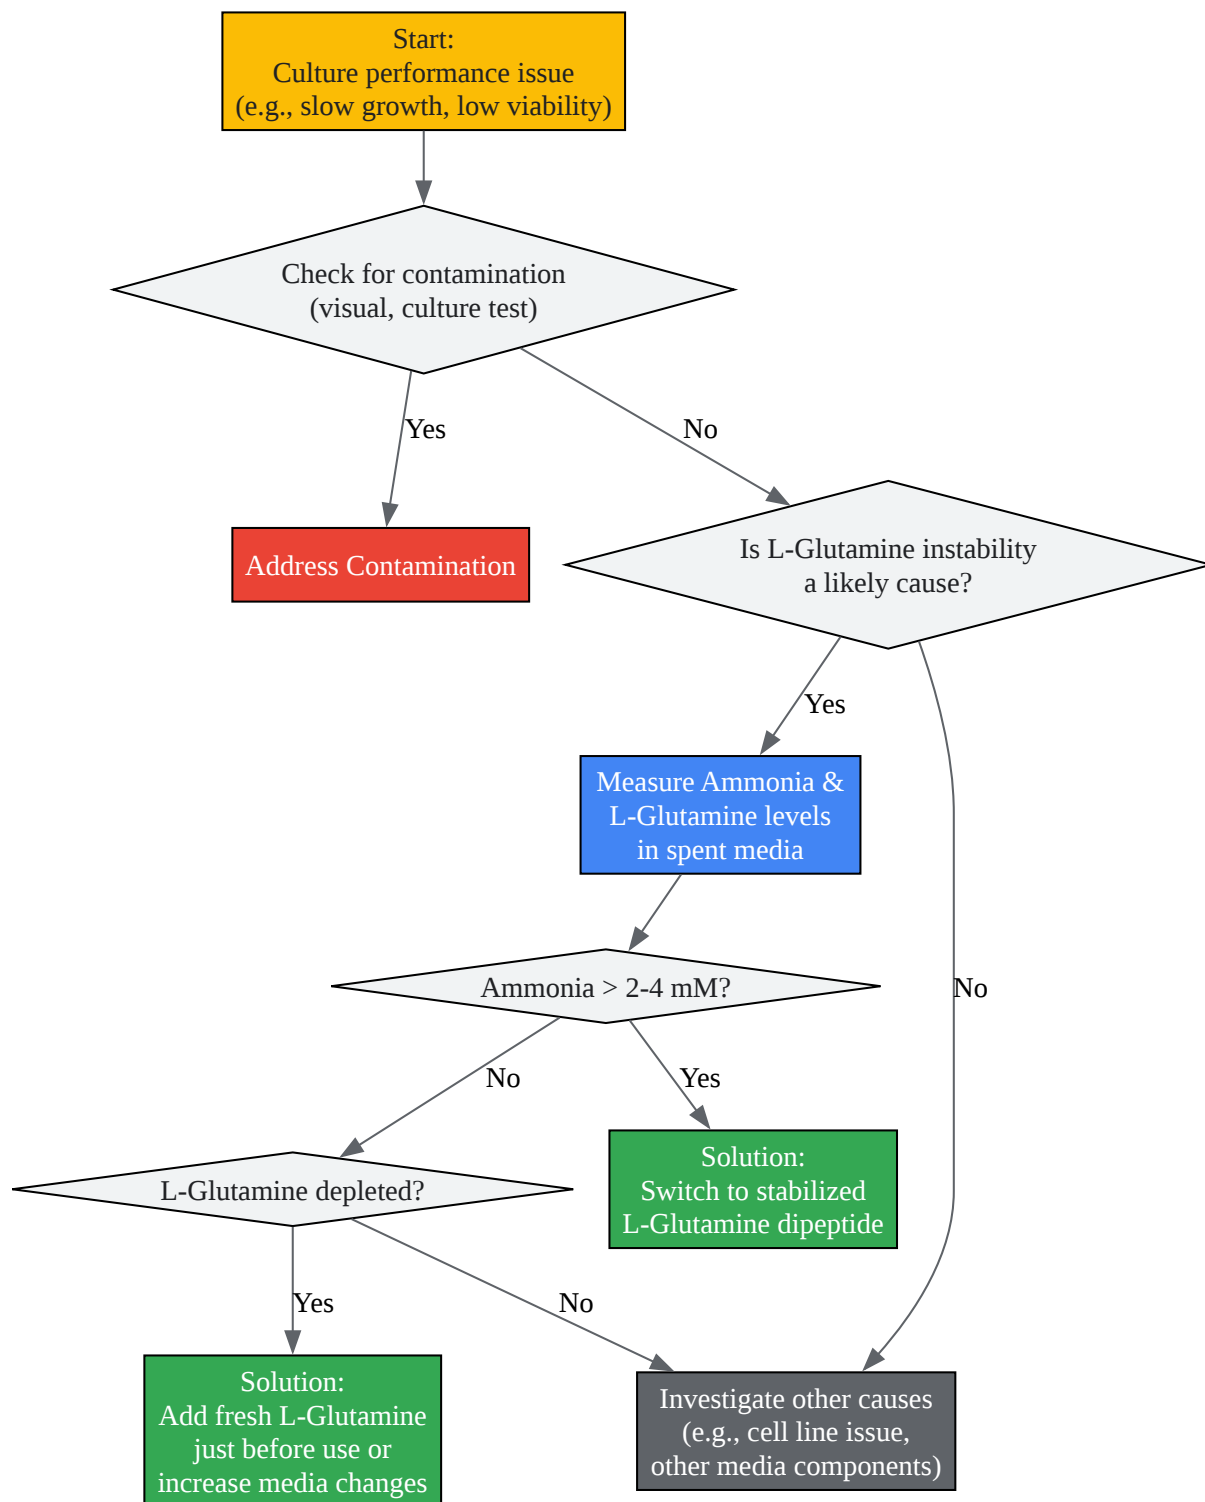 Start:
Culture performance issue
(e.g., slow growth, low viability)
Check for contamination
(visual, culture test)
Yes
No
Address Contamination
Is L-Glutamine instability
a likely cause?
Yes
No
Measure Ammonia &
L-Glutamine levels
in spent media
Ammonia > 2-4 mM?
No
Yes
Solution:
Switch to stabilized
L-Glutamine dipeptide
L-Glutamine depleted?
Yes
No
Solution:
Add fresh L-Glutamine
just before use or
increase media changes
Investigate other causes
(e.g., cell line issue,
other media components)